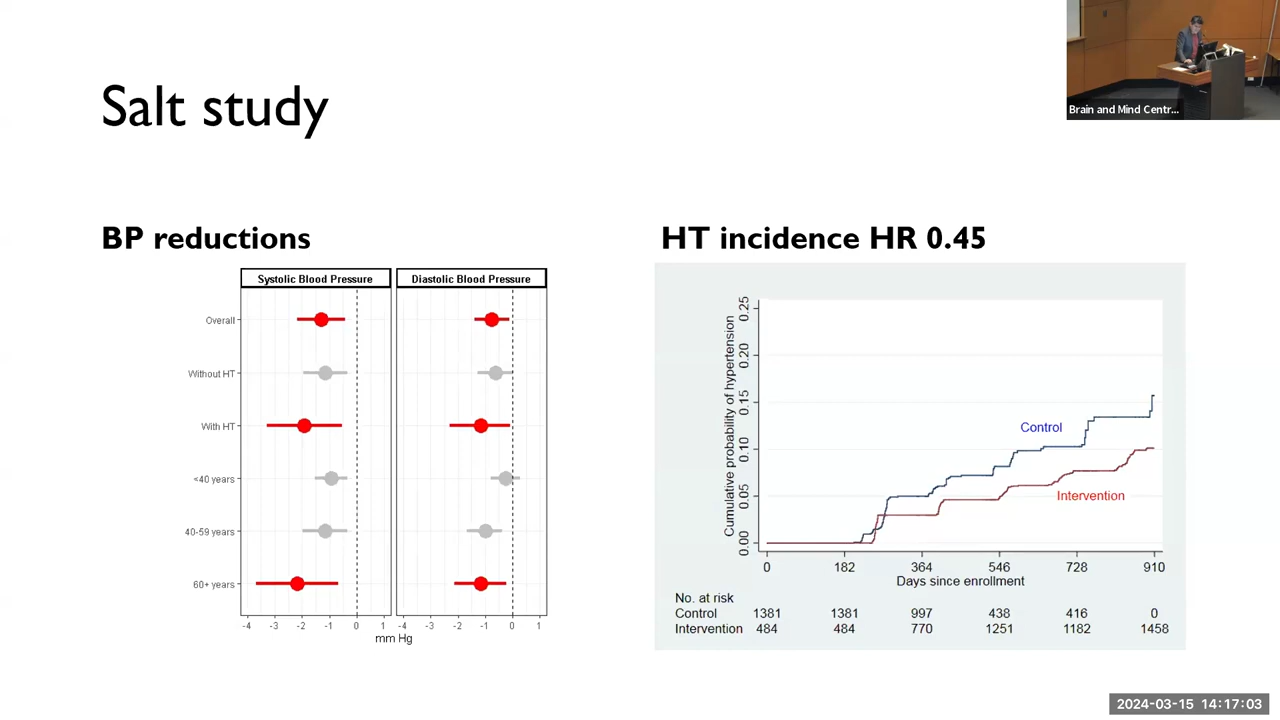 Brain and Mind Centr...
Salt study
BP reductions
Systolic Blood Pressure
Diastolic Blood Pressure
Overall
Without HT
With HT
<40 years
40-59 years
60+ years
-4 -3 -2 -1 0 1
-4 -3 -2 -1 0 1
mm Hg
HT incidence HR 0.45
Cumulative probability of hypertension
0.25
0.20
0.15
0.10
0.05
0.00
Control
Intervention
0 182 364 546 728 910
Days since enrollment
No. at risk
Control 1381 1381 997 438 416 0
Intervention 484 484 770 1251 1182 1458
2024-03-15 14:17:03